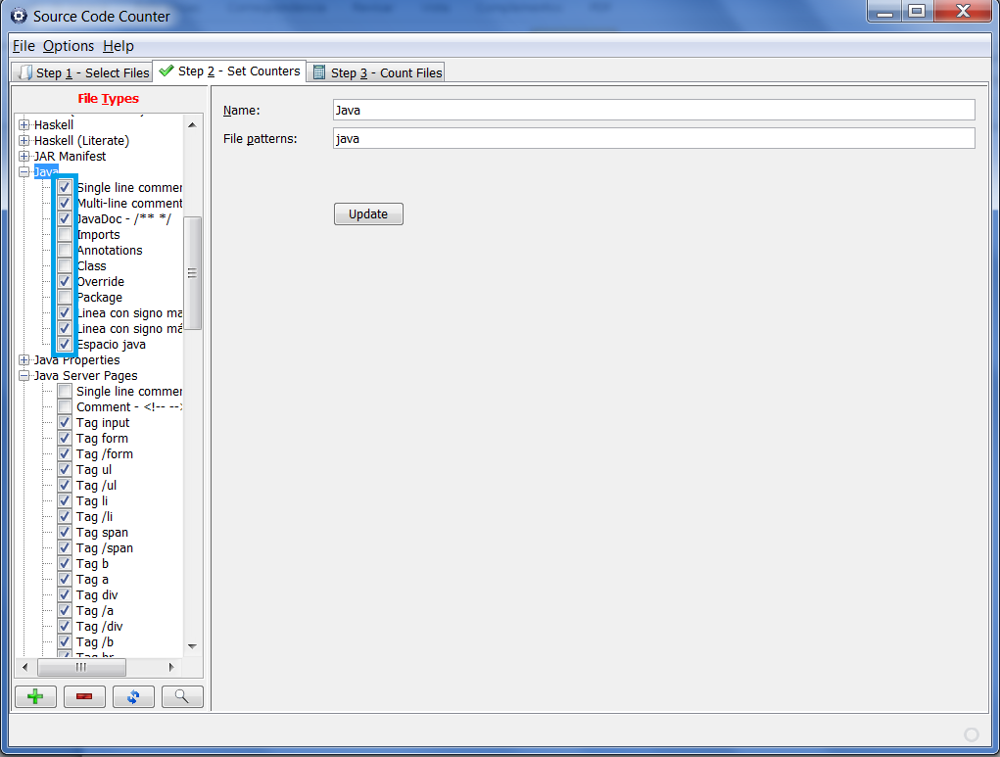 Source Code Counter
File Options Help
Step 1 - Select Files Step 2 - Set Counters Step 3 - Count Files
File Types
Haskell
Haskell (Literate)
JAR Manifest
Java
Single line commer
Multi-line comment
JavaDoc - /** */
Imports
Annotations
Class
Override
Package
Linea con signo ma
Linea con signo má
Espacio java
Java Properties
Java Server Pages
Single line commer
Comment - <!-- -->
Tag input
Tag form
Tag /form
Tag ul
Tag /ul
Tag li
Tag /li
Tag span
Tag /span
Tag b
Tag a
Tag div
Tag /a
Tag /div
Tag /b
Tag br
Name: Java
File patterns: java
Update